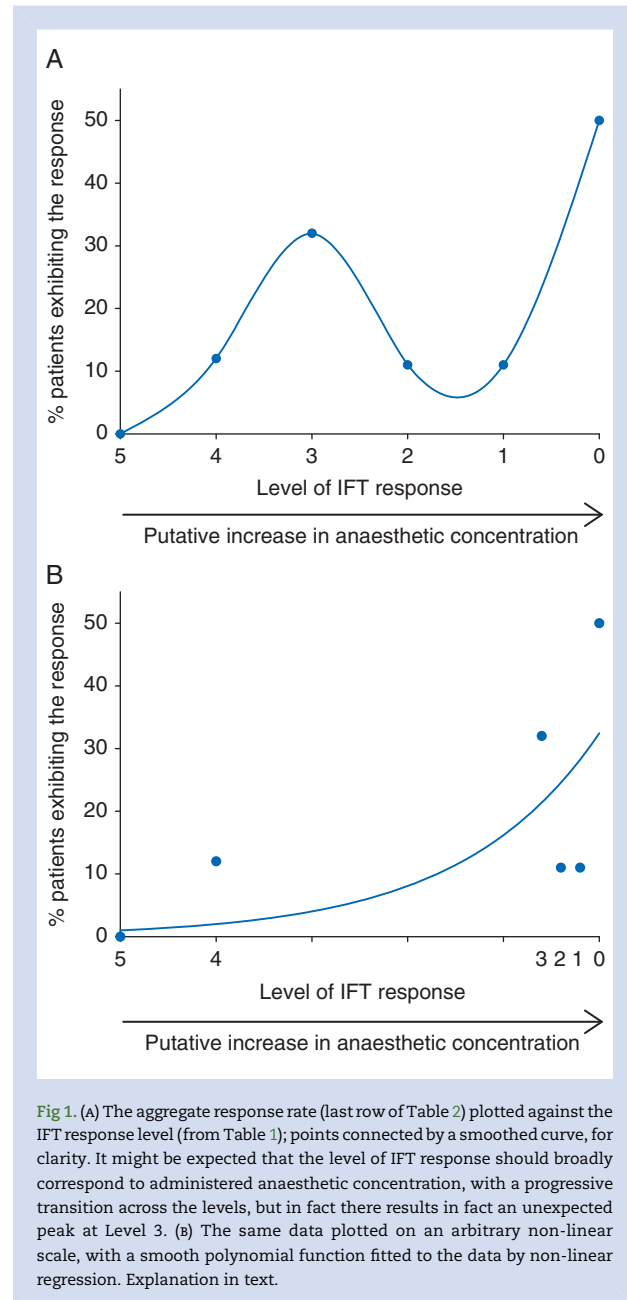 A
% patients exhibiting the response
50
40
30
20
10
0
5 4 3 2 1 0
Level of IFT response
Putative increase in anaesthetic concentration
B
% patients exhibiting the response
50
40
30
20
10
0
5 4 3 2 1 0
Level of IFT response
Putative increase in anaesthetic concentration
Fig 1. (A) The aggregate response rate (last row of Table 2) plotted against the
IFT response level (from Table 1); points connected by a smoothed curve, for
clarity. It might be expected that the level of IFT response should broadly
correspond to administered anaesthetic concentration, with a progressive
transition across the levels, but in fact there results in fact an unexpected
peak at Level 3. (B) The same data plotted on an arbitrary non-linear
scale, with a smooth polynomial function fitted to the data by non-linear
regression. Explanation in text.